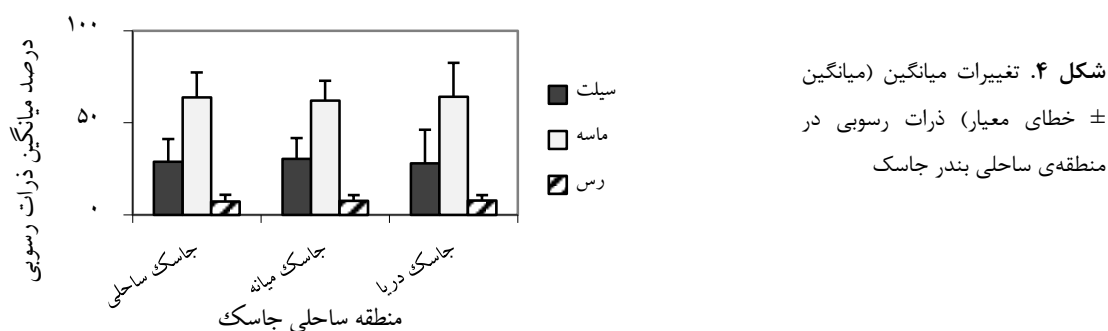 درصد میانگین ذرات رسوبی
۱۰۰
۵۰
۰
جاسک ساحلی
جاسک میانه
جاسک دریا
منطقه ساحلی جاسک
سیلت
ماسه
رس
شکل ۴. تغییرات میانگین (میانگین
± خطای معیار) ذرات رسوبی در
منطقه‌ی ساحلی بندر جاسک